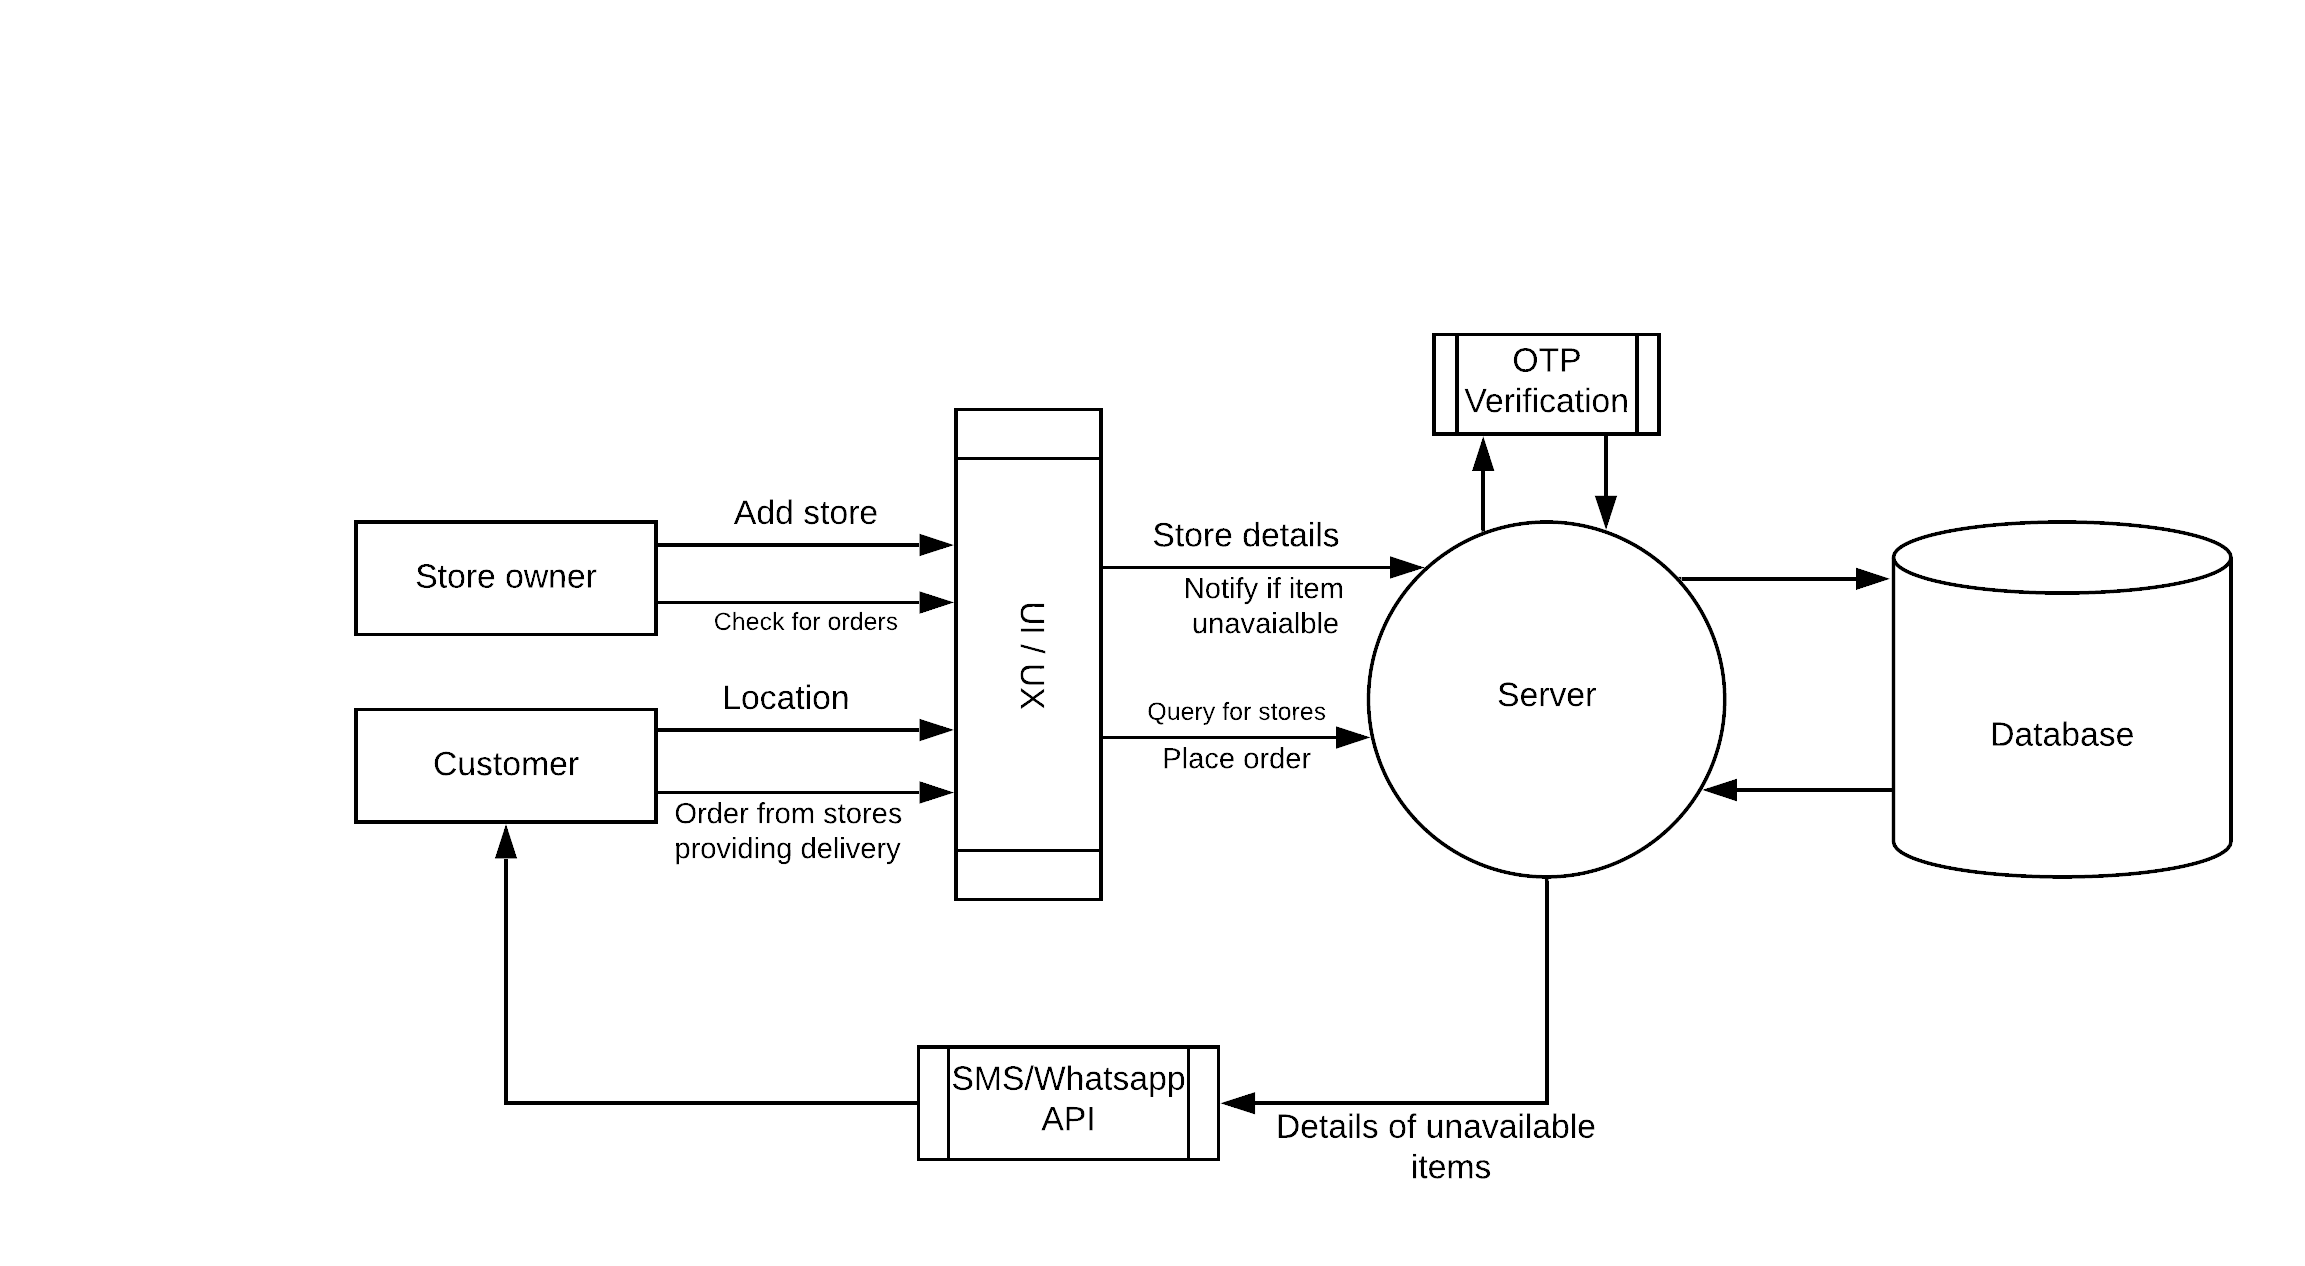 OTP
Verification
Add store
Store owner
Check for orders
Store details
Notify if item
unavaialble
UI / UX
Location
Customer
Order from stores
providing delivery
Query for stores
Place order
Server
Database
SMS/Whatsapp
API
Details of unavailable
items